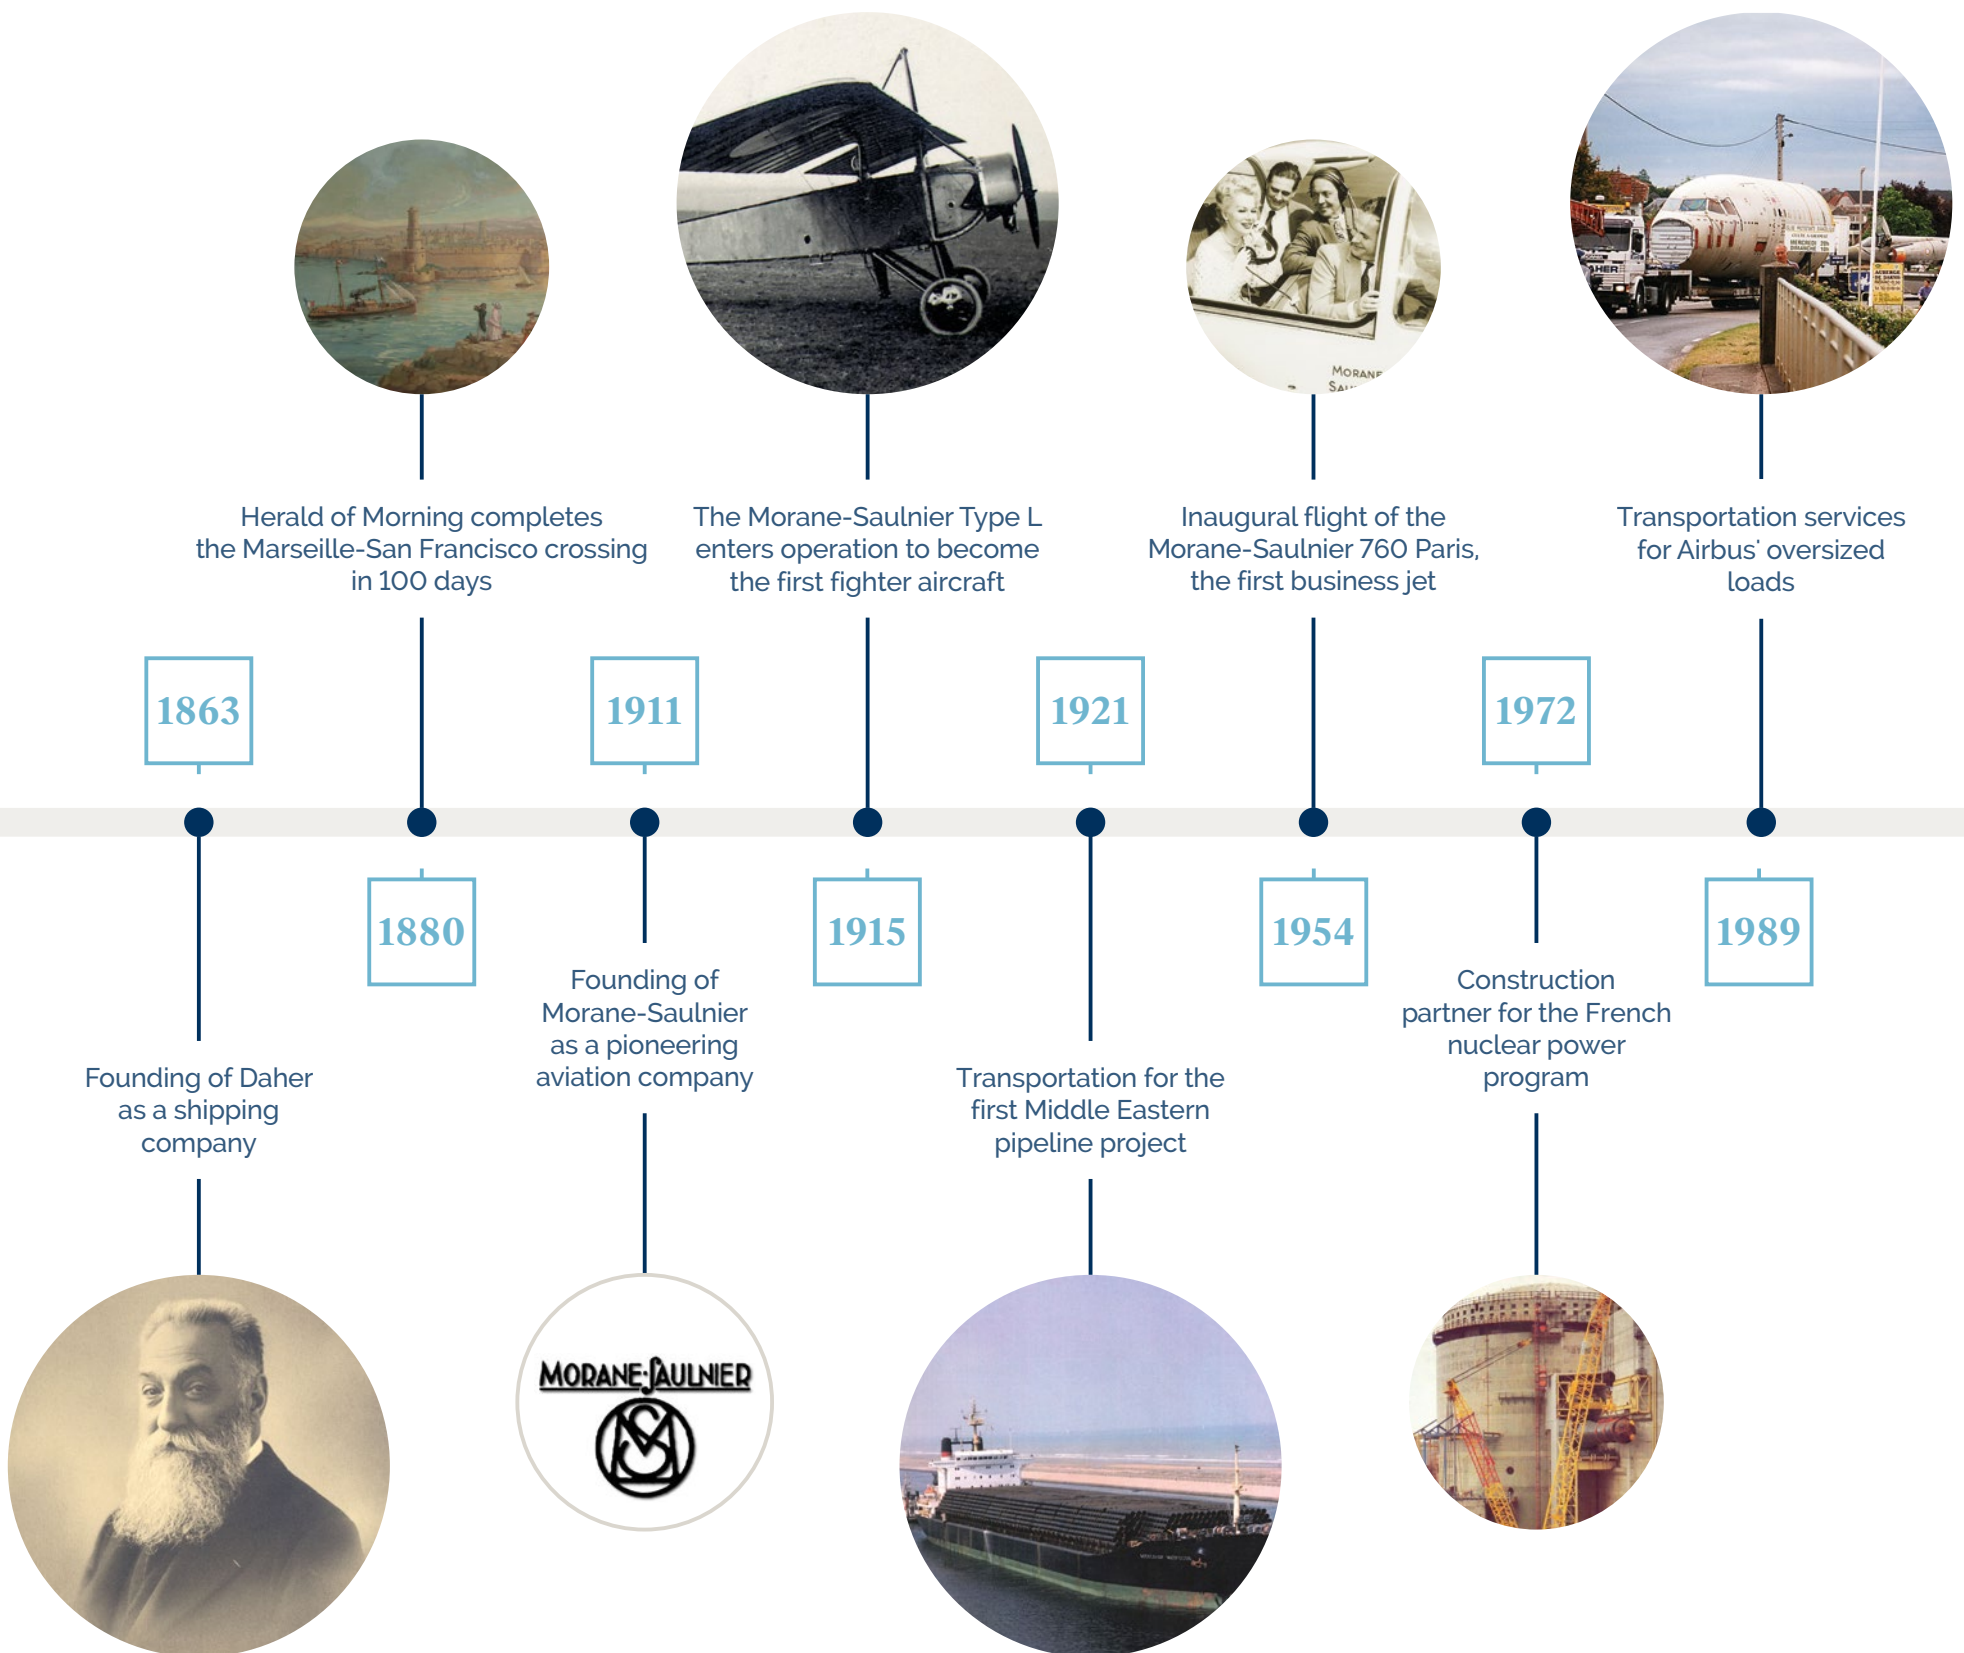 MORANE
Herald of Morning completes
the Marseille-San Francisco crossing
in 100 days
The Morane-Saulnier Type L
enters operation to become
the first fighter aircraft
Inaugural flight of the
Morane-Saulnier 760 Paris,
the first business jet
Transportation services
for Airbus' oversized
loads
1863
1911
1921
1972
1880
1915
1954
1989
Founding of Daher
as a shipping
company
Founding of
Morane-Saulnier
as a pioneering
aviation company
Transportation for the
first Middle Eastern
pipeline project
Construction
partner for the French
nuclear power
program
MORANE-SAULNIER
MS